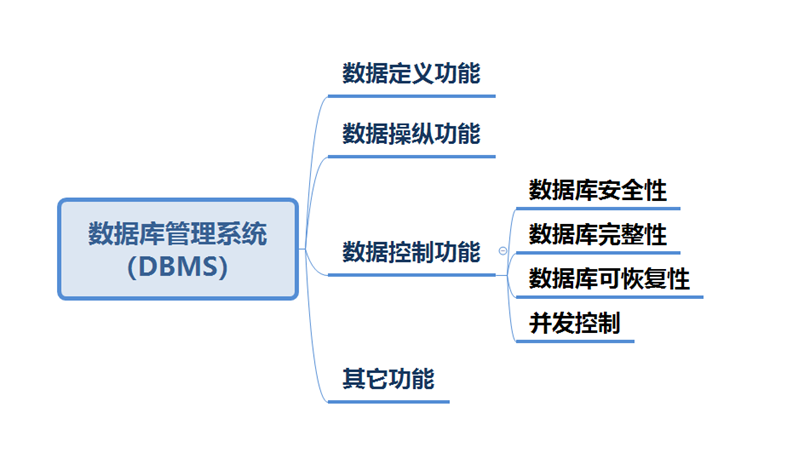 数据库管理系统
(DBMS)
数据定义功能
数据操纵功能
数据控制功能
数据库安全性
数据库完整性
数据库可恢复性
并发控制
其它功能